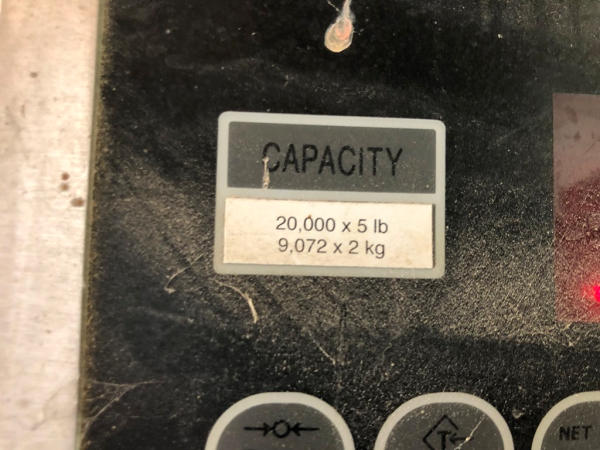 CAPACITY
20,000 x 5 lb
9,072 x 2 kg
T
NET